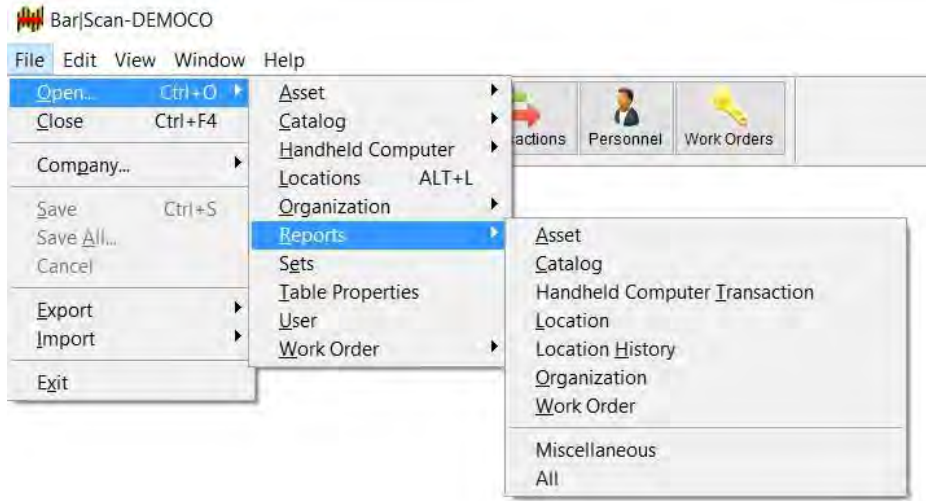 Bar|Scan-DEMOCO
File Edit View Window Help
Open... Ctrl+O
Close Ctrl+F4
Company...
Save Ctrl+S
Save All...
Cancel
Export
Import
Exit
Asset
Catalog
Handheld Computer
Locations ALT+L
Organization
Reports
Sets
Table Properties
User
Work Order
actions Personnel Work Orders
Asset
Catalog
Handheld Computer Transaction
Location
Location History
Organization
Work Order
Miscellaneous
All